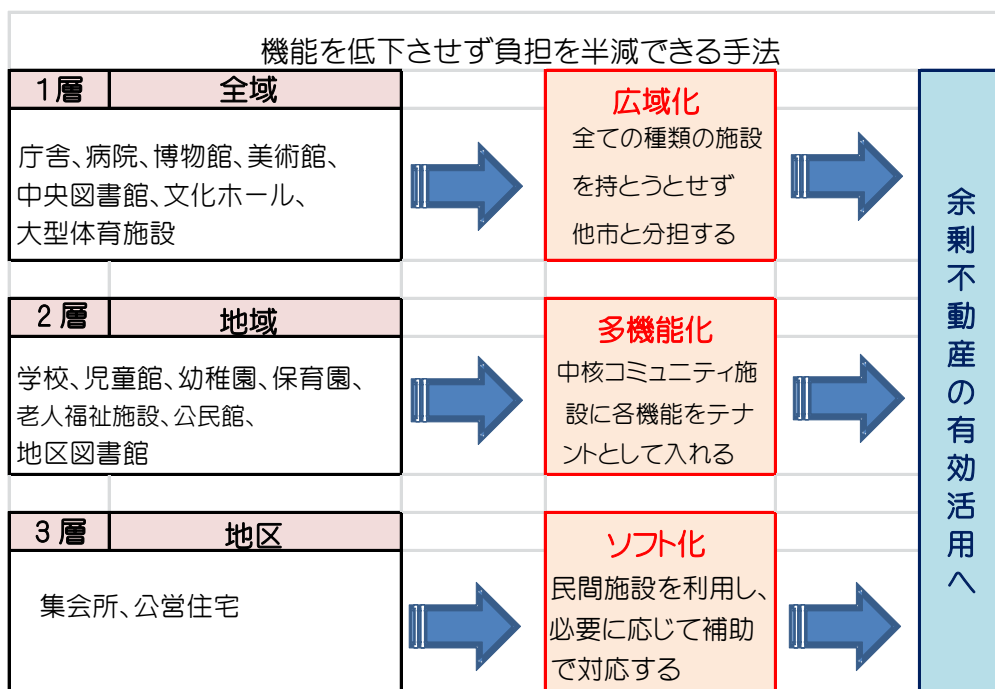 機能を低下させず負担を半減できる手法
1層
全域
庁舎、病院、博物館、美術館、
中央図書館、文化ホール、
大型体育施設
広域化
全ての種類の施設
を持とうとせず
他市と分担する
2層
地域
学校、児童館、幼稚園、保育園、
老人福祉施設、公民館、
地区図書館
多機能化
中核コミュニティ施
設に各機能をテナ
ントとして入れる
3層
地区
集会所、公営住宅
ソフト化
民間施設を利用し、
必要に応じて補助
で対応する
余剰不動産の有効活用へ